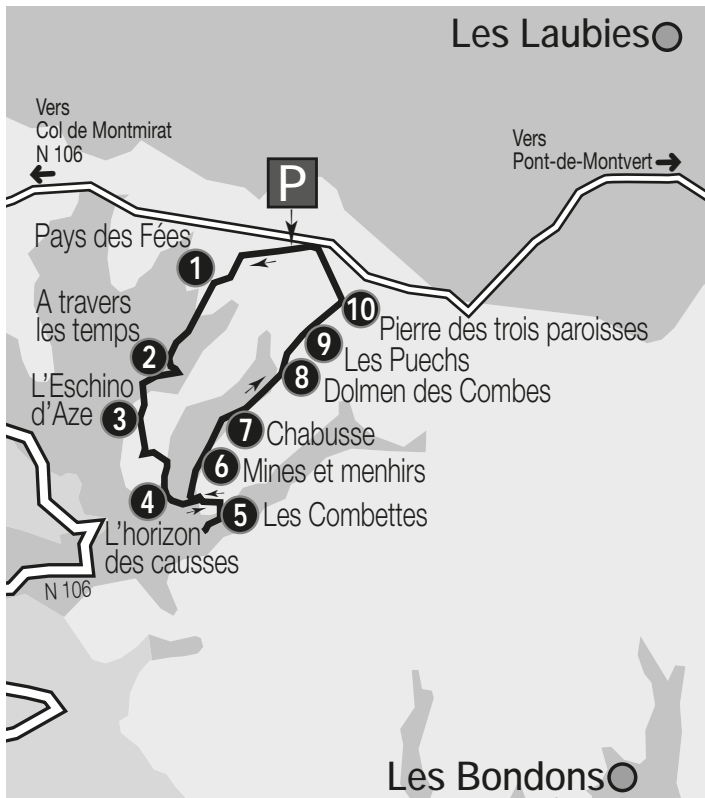 Les Laubies
Vers
Col de Montmirat
N 106
Vers
Pont-de-Montvert
P
Pays des Fées
1
A travers
les temps
2
L'Eschino
d'Aze
3
10
Pierre des trois paroisses
9
Les Puechs
8
Dolmen des Combes
7
Chabusse
6
Mines et menhirs
4
5
Les Combettes
L'horizon
des causses
N 106
Les Bondons